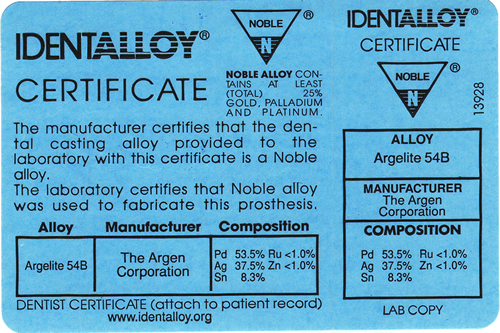 IDENTALLOY®
CERTIFICATE
NOBLE
N
®
NOBLE ALLOY CON-
TAINS AT LEAST
(TOTAL) 25%
GOLD, PALLADIUM
AND PLATINUM.
The manufacturer certifies that the den-
tal casting alloy provided to the
laboratory with this certificate is a Noble
alloy.
The laboratory certifies that Noble alloy
was used to fabricate this prosthesis.
Alloy Manufacturer Composition
Argelite 54B
The Argen
Corporation
Pd 53.5% Ru <1.0%
Ag 37.5% Zn <1.0%
Sn 8.3%
DENTIST CERTIFICATE (attach to patient record)
www.identalloy.org
IDENTALLOY®
CERTIFICATE
NOBLE
N
®
13928
ALLOY
Argelite 54B
MANUFACTURER
The Argen
Corporation
COMPOSITION
Pd 53.5% Ru <1.0%
Ag 37.5% Zn <1.0%
Sn 8.3%
LAB COPY